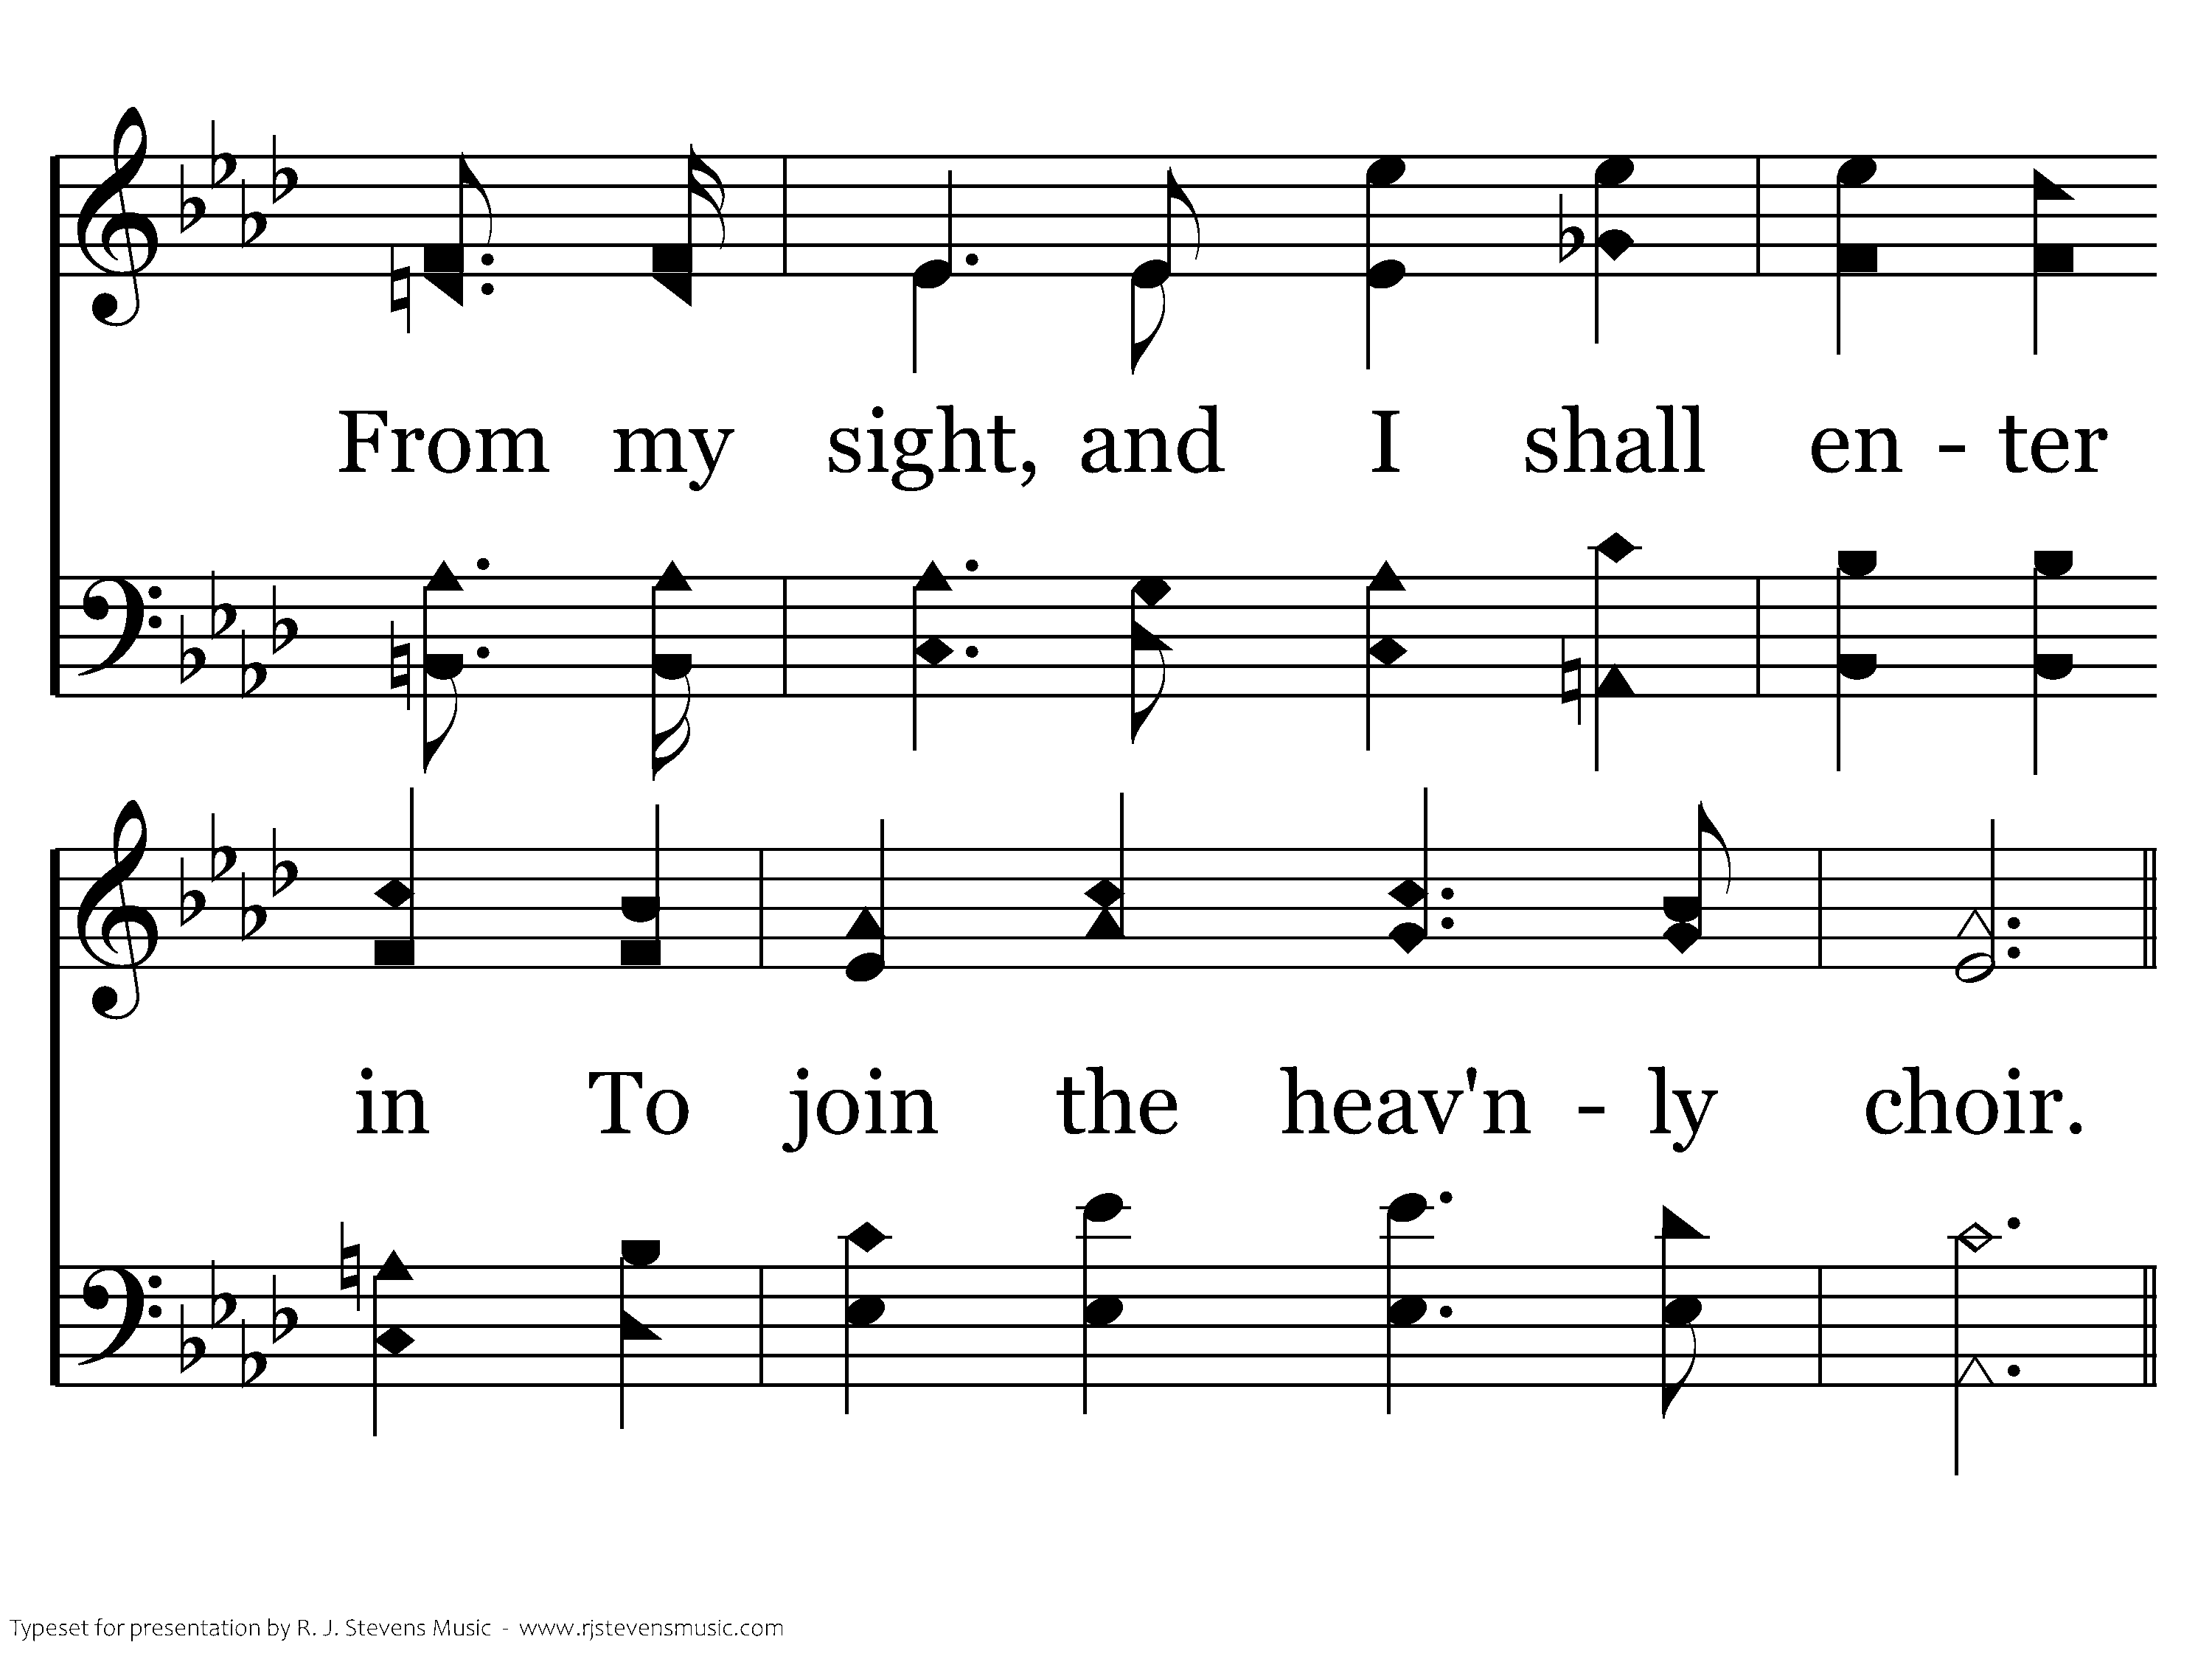 From my sight, and I shall en - ter
in To join the heav'n - ly choir.
Typeset for presentation by R. J. Stevens Music - www.rjstevensmusic.com